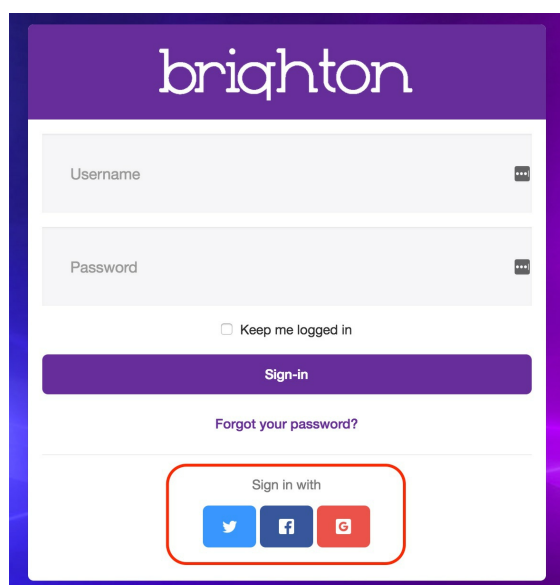 brighton
Username
Password
Keep me logged in
Sign-in
Forgot your password?
Sign in with